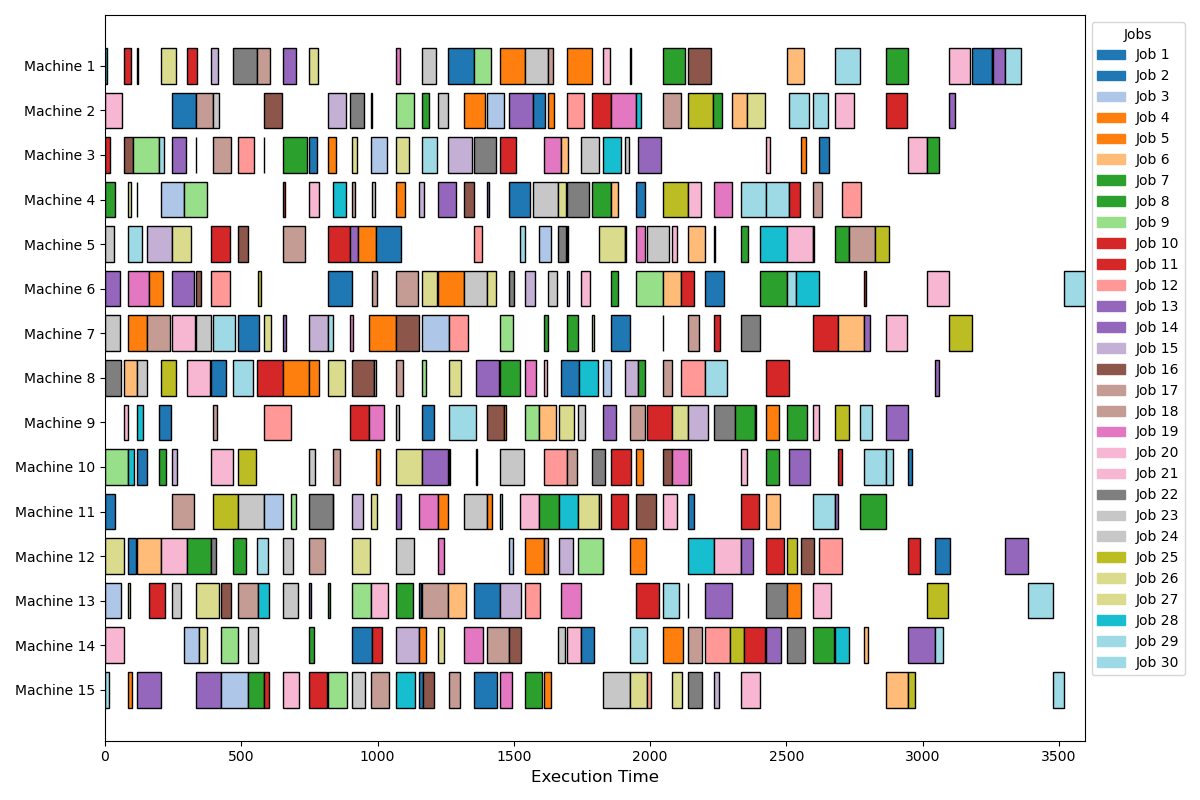 Machine 1
Machine 2
Machine 3
Machine 4
Machine 5
Machine 6
Machine 7
Machine 8
Machine 9
Machine 10
Machine 11
Machine 12
Machine 13
Machine 14
Machine 15
0 500 1000 1500 2000 2500 3000 3500
Execution Time
Jobs
Job 1
Job 2
Job 3
Job 4
Job 5
Job 6
Job 7
Job 8
Job 9
Job 10
Job 11
Job 12
Job 13
Job 14
Job 15
Job 16
Job 17
Job 18
Job 19
Job 20
Job 21
Job 22
Job 23
Job 24
Job 25
Job 26
Job 27
Job 28
Job 29
Job 30